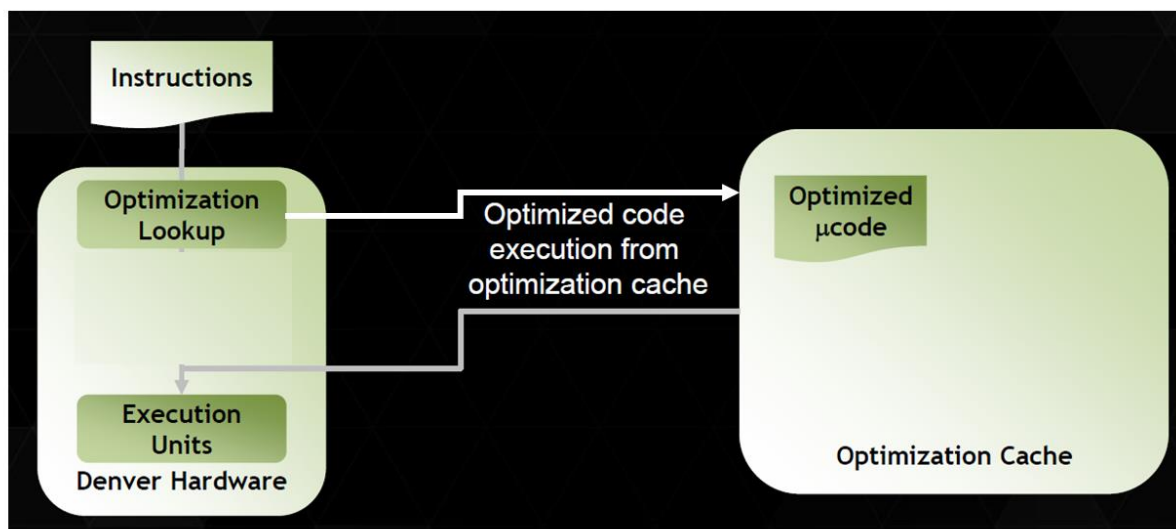 Instructions
Optimization
Lookup
Optimized code
execution from
optimization cache
Optimized
μcode
Execution
Units
Denver Hardware
Optimization Cache